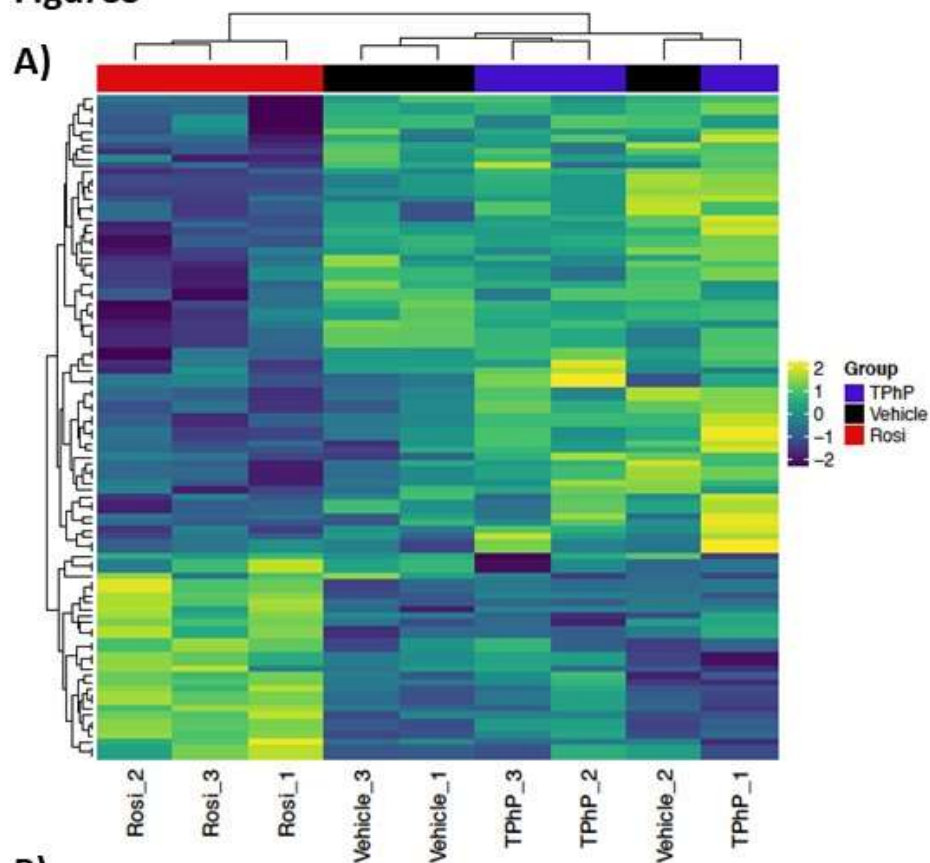 Figures
A)
2
1
0
−1
−2
Group
TPhP
Vehicle
Rosi
Rosi_2
Rosi_3
Rosi_1
Vehicle_3
Vehicle_1
TPhP_3
TPhP_2
Vehicle_2
TPhP_1
B)